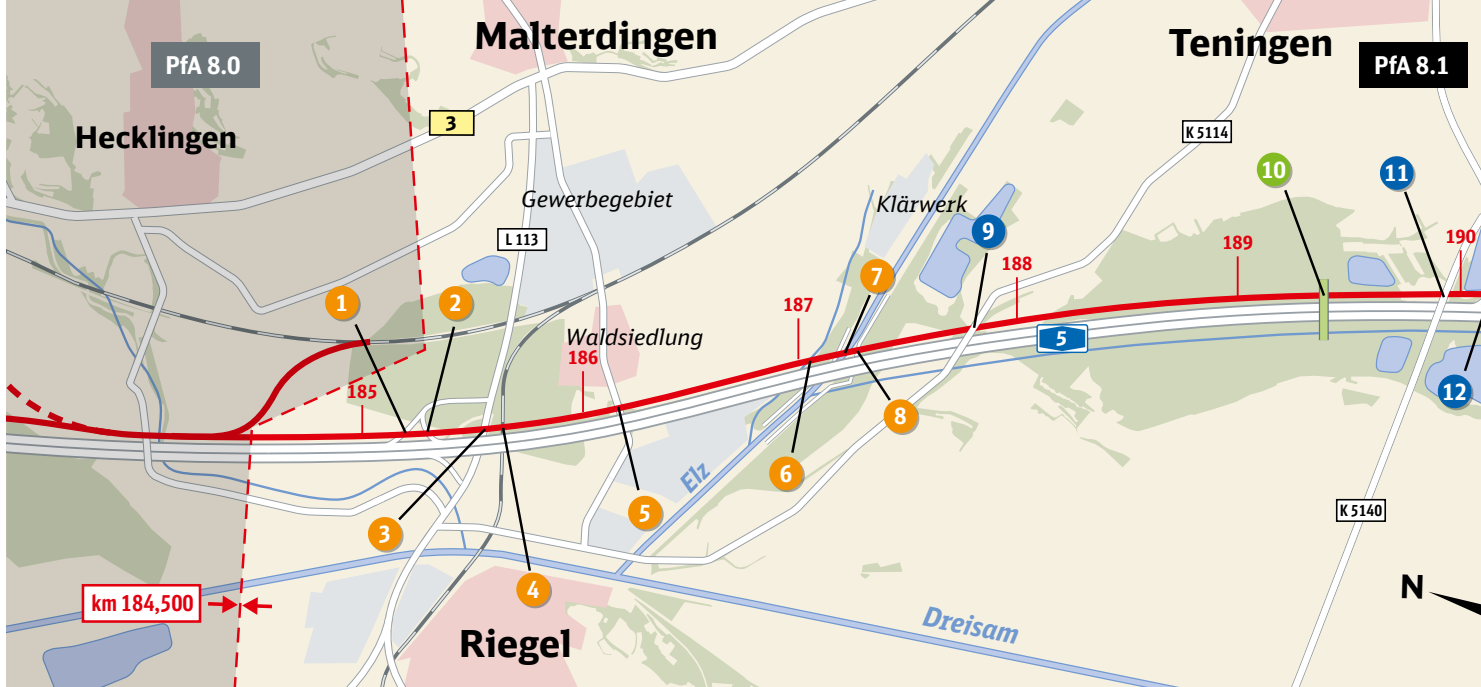 Malterdingen
Teningen
PfA 8.0
PfA 8.1
3
K 5114
Hecklingen
10
11
Gewerbegebiet
Klärwerk
9
L 113
190
189
188
7
1
2
187
Waldsiedlung
5
186
185
12
8
6
Elz
5
3
K 5140
N
4
km 184,500
Dreisam
Riegel